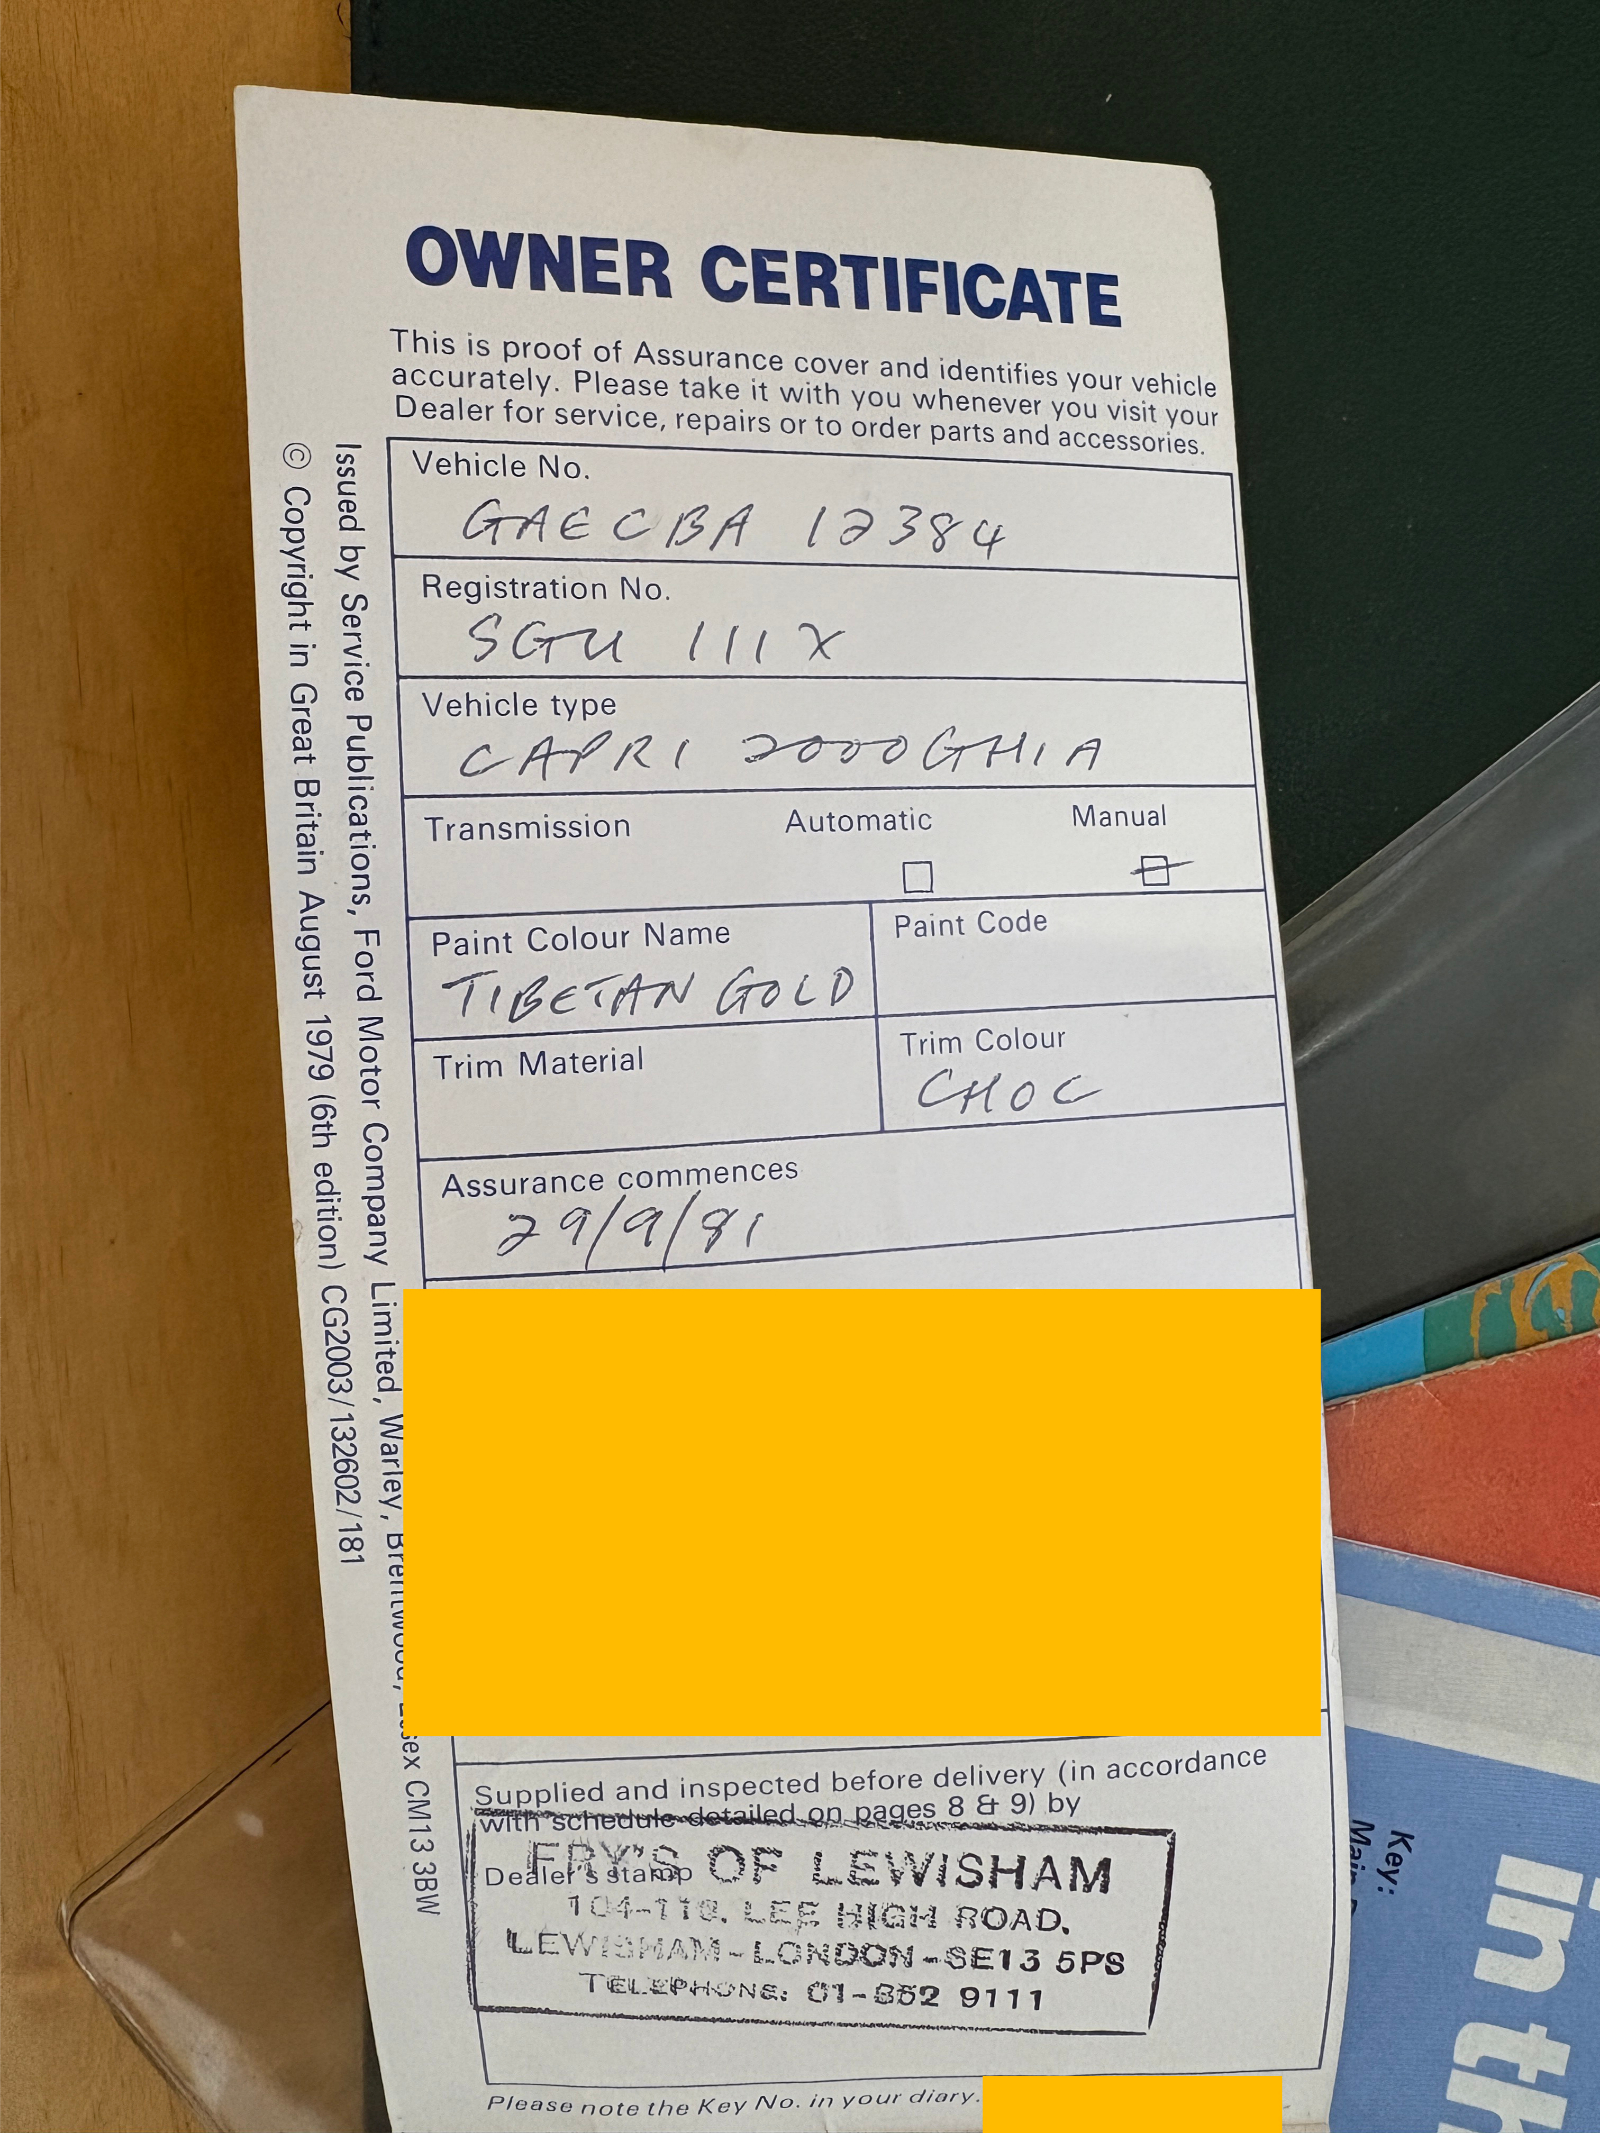 OWNER CERTIFICATE
This is proof of Assurance cover and identifies your vehicle
accurately. Please take it with you whenever you visit your
Dealer for service, repairs or to order parts and accessories.
Vehicle No.
GAECBA 12384
Registration No.
SGU 111X
Vehicle type
CAPRI 2000 GHIA
Transmission Automatic Manual
Paint Colour Name Paint Code
TIBETAN GOLD
Trim Material Trim Colour
CHOC
Assurance commences
29/9/81
Supplied and inspected before delivery (in accordance
with schedule detailed on pages 8 & 9) by
Dealer's stamp
FRY'S OF LEWISHAM
LEE HIGH ROAD.
LEWISHAM-LONDON-SE13 5PS
TELEPHONE: 01-852 9111
Please note the Key No. in your diary.
Issued by Service Publications, Ford Motor Company Limited, Warley, Brentwood, Essex CM13 3BW
© Copyright in Great Britain August 1979 (6th edition) CG2003/132602/181
Key:
in